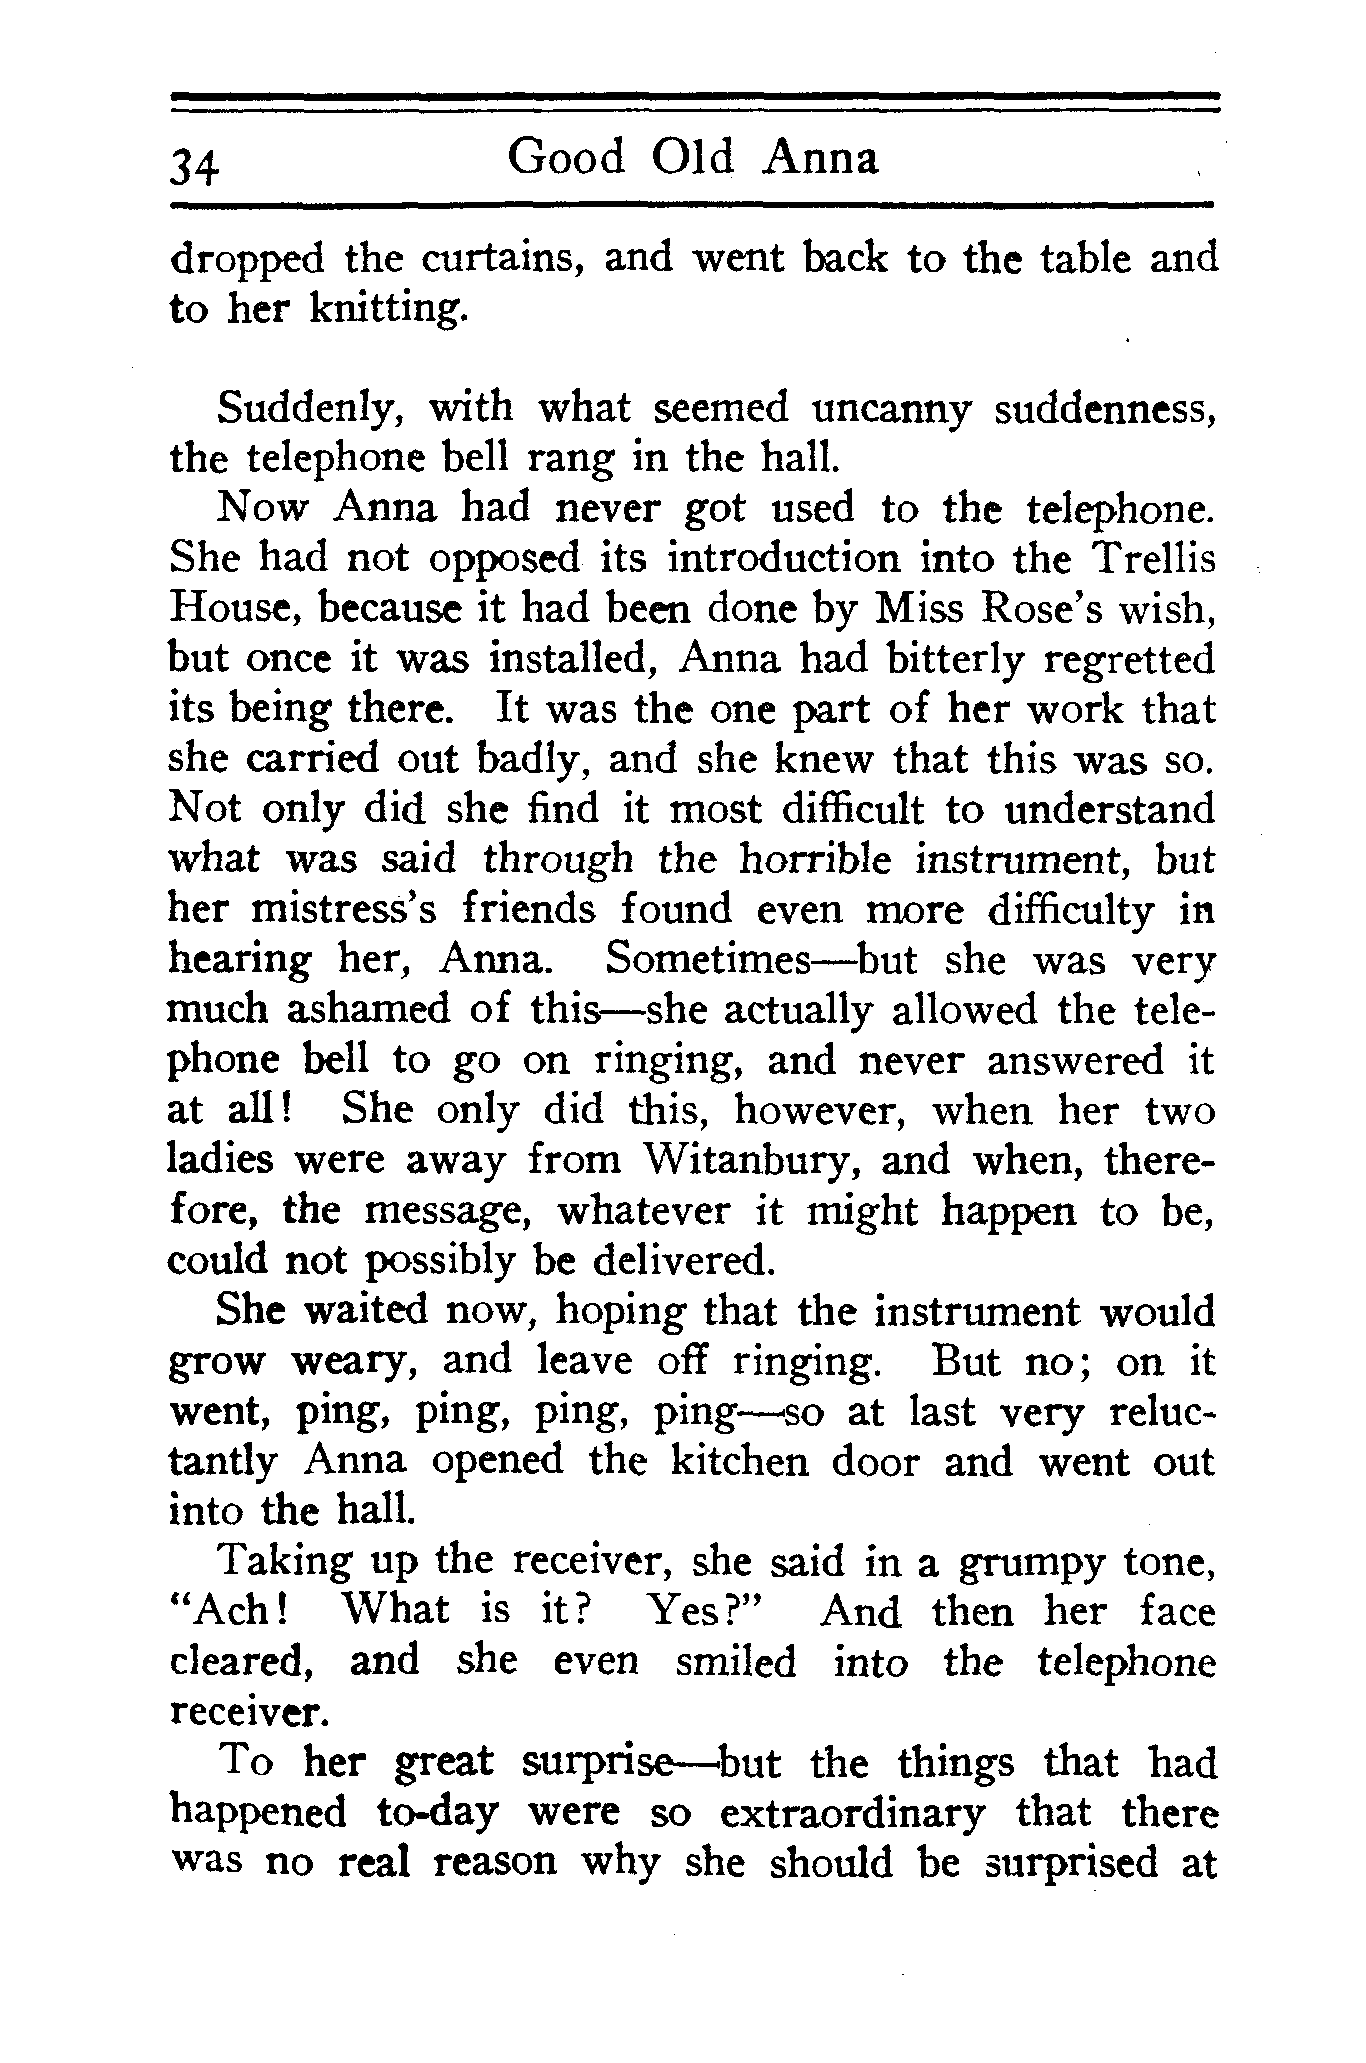 34 Good Old Anna
dropped the curtains, and went back to the table and
to her knitting.
Suddenly, with what seemed uncanny suddenness,
the telephone bell rang in the hall.
Now Anna had never got used to the telephone.
She had not opposed its introduction into the Trellis
House, because it had been done by Miss Rose's wish,
but once it was installed, Anna had bitterly regretted
its being there. It was the one part of her work that
she carried out badly, and she knew that this was so.
Not only did she find it most difficult to understand
what was said through the horrible instrument, but
her mistress's friends found even more difficulty in
hearing her, Anna. Sometimes—but she was very
much ashamed of this—she actually allowed the tele-
phone bell to go on ringing, and never answered it
at all! She only did this, however, when her two
ladies were away from Witanbury, and when, there-
fore, the message, whatever it might happen to be,
could not possibly be delivered.
She waited now, hoping that the instrument would
grow weary, and leave off ringing. But no; on it
went, ping, ping, ping, ping—so at last very reluc-
tantly Anna opened the kitchen door and went out
into the hall.
Taking up the receiver, she said in a grumpy tone,
"Ach! What is it? Yes?" And then her face
cleared, and she even smiled into the telephone
receiver.
To her great surprise—but the things that had
happened to-day were so extraordinary that there
was no real reason why she should be surprised at